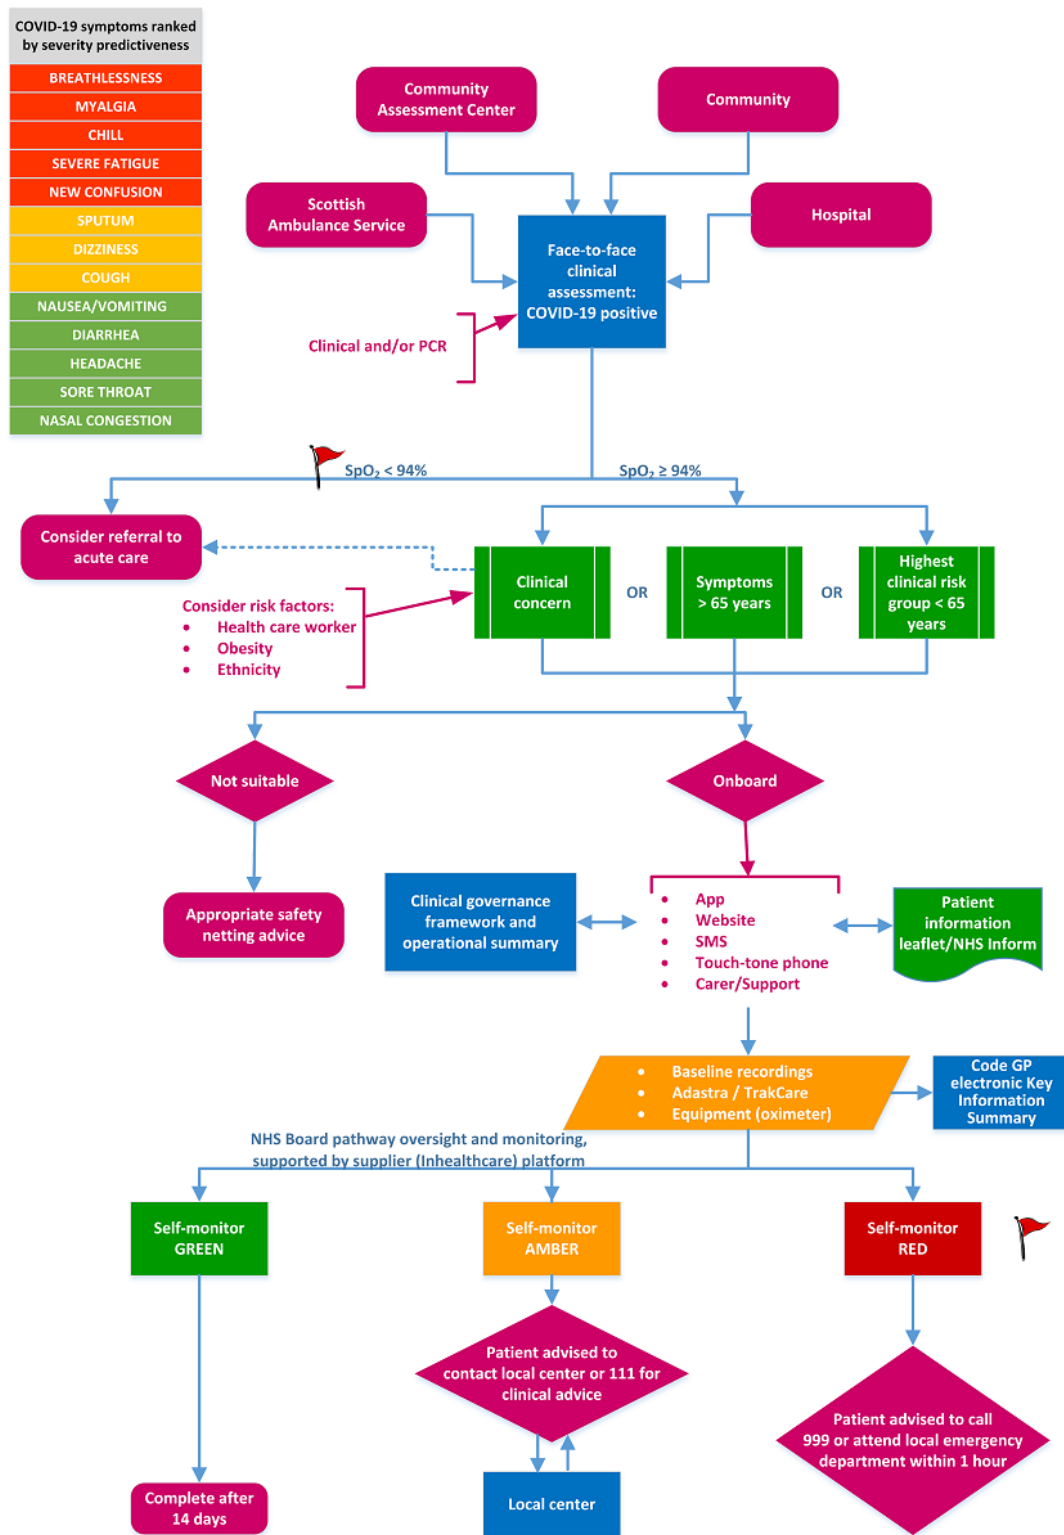 COVID-19 symptoms ranked
by severity predictiveness
BREATHLESSNESS
MYALGIA
CHILL
SEVERE FATIGUE
NEW CONFUSION
SPUTUM
DIZZINESS
COUGH
NAUSEA/VOMITING
DIARRHEA
HEADACHE
SORE THROAT
NASAL CONGESTION
Community
Assessment Center
Community
Scottish
Ambulance Service
Hospital
Face-to-face
clinical
assessment:
COVID-19 positive
Clinical and/or PCR
SpO₂ < 94%
SpO₂ ≥ 94%
Consider referral to
acute care
Clinical
concern
OR
Symptoms
> 65 years
OR
Highest
clinical risk
group < 65
years
Consider risk factors:
• Health care worker
• Obesity
• Ethnicity
Not suitable
Onboard
Appropriate safety
netting advice
Clinical governance
framework and
operational summary
• App
• Website
• SMS
• Touch-tone phone
• Carer/Support
Patient
information
leaflet/NHS Inform
• Baseline recordings
• Adastra / TrakCare
• Equipment (oximeter)
Code GP
electronic Key
Information
Summary
NHS Board pathway oversight and monitoring,
supported by supplier (Inhealthcare) platform
Self-monitor
GREEN
Self-monitor
AMBER
Self-monitor
RED
Patient advised to
contact local center or 111 for
clinical advice
Patient advised to call
999 or attend local emergency
department within 1 hour
Complete after
14 days
Local center